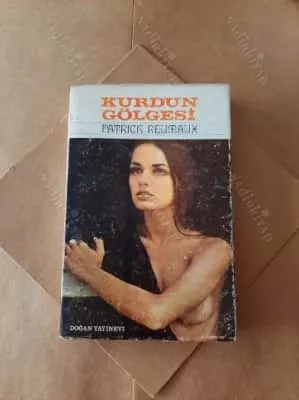 KURDUN
GÖLGESİ
PATRICK REUMAUX
DOĞAN YAYINEVİ